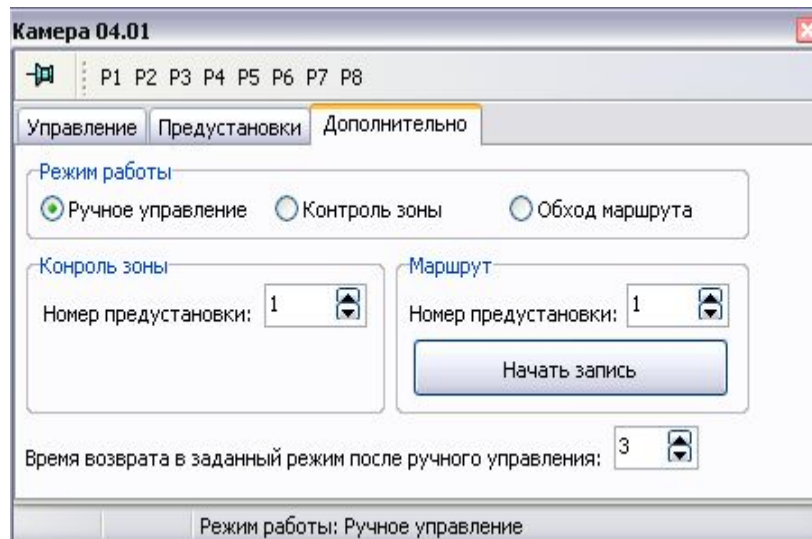 Камера 04.01
P1 P2 P3 P4 P5 P6 P7 P8
Управление Предустановки Дополнительно
Режим работы
Ручное управление Контроль зоны Обход маршрута
Конроль зоны Маршрут
Номер предустановки: 1 Номер предустановки: 1
Начать запись
Время возврата в заданный режим после ручного управления: 3
Режим работы: Ручное управление